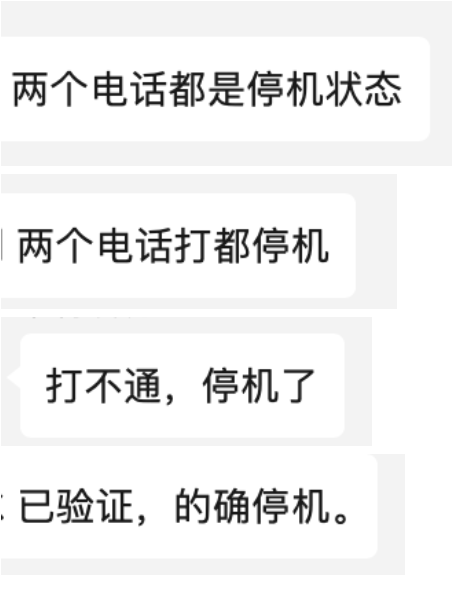 两个电话都是停机状态
两个电话打都停机
打不通，停机了
已验证，的确停机。